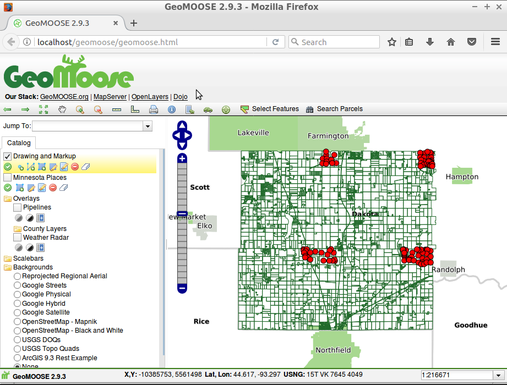 GeoMOOSE 2.9.3 - Mozilla Firefox
GeoMOOSE 2.9.3
localhost/geomoose/geomoose.html
Search
GeoMoose
Our Stack: GeoMOOSE.org | MapServer | OpenLayers | Dojo
Select Features
Search Parcels
Jump To:
Catalog
Drawing and Markup
Minnesota Places
Overlays
Pipelines
County Layers
Weather Radar
Scalebars
Backgrounds
Reprojected Regional Aerial
Google Streets
Google Physical
Google Hybrid
Google Satellite
OpenStreetMap - Mapnik
OpenStreetMap - Black and White
USGS DOQs
USGS Topo Quads
ArcGIS 9.3 Rest Example
None
Lakeville
Farmington
Hampton
Scott
Dakota
ew Market
Elko
Randolph
Rice
Goodhue
Northfield
GeoMOOSE 2.9.3
X,Y: -10385753, 5561498 Lat, Lon: 44.617, -93.297 USNG: 15T VK 7645 4049
1:216671